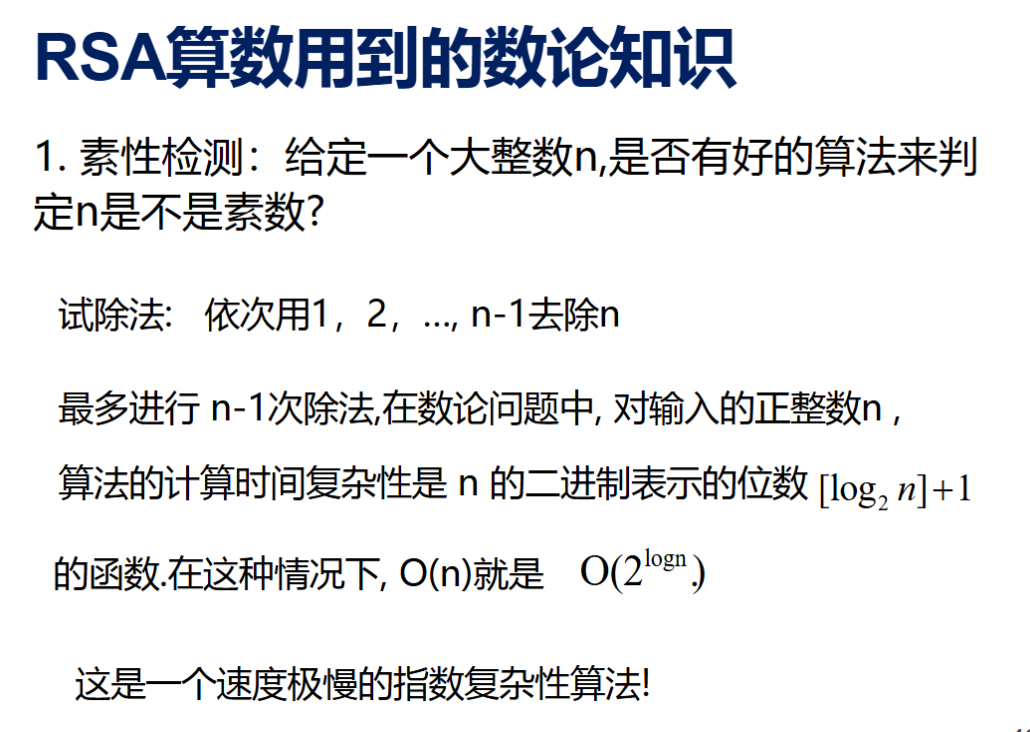 RSA算数用到的数论知识
1. 素性检测：给定一个大整数n,是否有好的算法来判
定n是不是素数?
试除法: 依次用1，2，…, n-1去除n
最多进行 n-1次除法,在数论问题中, 对输入的正整数n ,
算法的计算时间复杂性是 n 的二进制表示的位数 [log₂ n]+1
的函数.在这种情况下, O(n)就是 O(2^logn.)
这是一个速度极慢的指数复杂性算法!